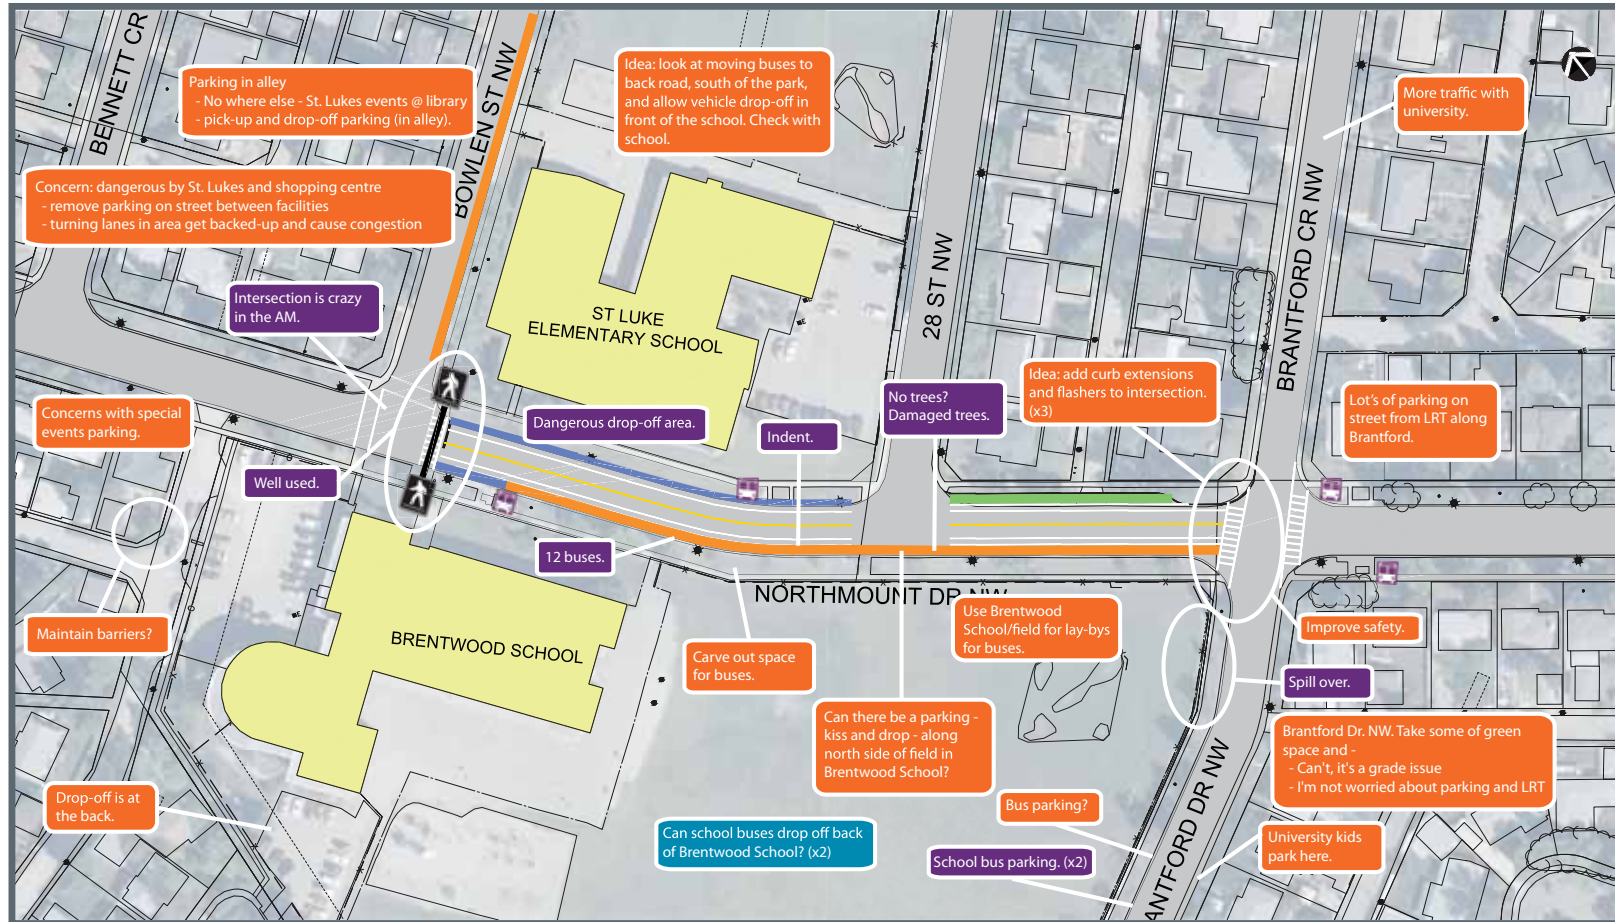 BENNETT CR
BOWLEN ST NW
Parking in alley
- No where else - St. Lukes events @ library
- pick-up and drop-off parking (in alley).
Idea: look at moving buses to
back road, south of the park,
and allow vehicle drop-off in
front of the school. Check with
school.
More traffic with
university.
Concern: dangerous by St. Lukes and shopping centre
- remove parking on street between facilities
- turning lanes in area get backed-up and cause congestion
BRANTFORD CR NW
28 ST NW
Intersection is crazy
in the AM.
ST LUKE
ELEMENTARY SCHOOL
Idea: add curb extensions
and flashers to intersection.
(x3)
No trees?
Damaged trees.
Lot's of parking on
street from LRT along
Brantford.
Concerns with special
events parking.
Dangerous drop-off area.
Indent.
Well used.
12 buses.
NORTHMOUNT DR NW
Use Brentwood
School/field for lay-bys
for buses.
Maintain barriers?
BRENTWOOD SCHOOL
Carve out space
for buses.
Improve safety.
Spill over.
Can there be a parking -
kiss and drop - along
north side of field in
Brentwood School?
Brantford Dr. NW. Take some of green
space and -
- Can't, it's a grade issue
- I'm not worried about parking and LRT
Drop-off is at
the back.
Bus parking?
Can school buses drop off back
of Brentwood School? (x2)
School bus parking. (x2)
University kids
park here.
ANTFORD DR NW